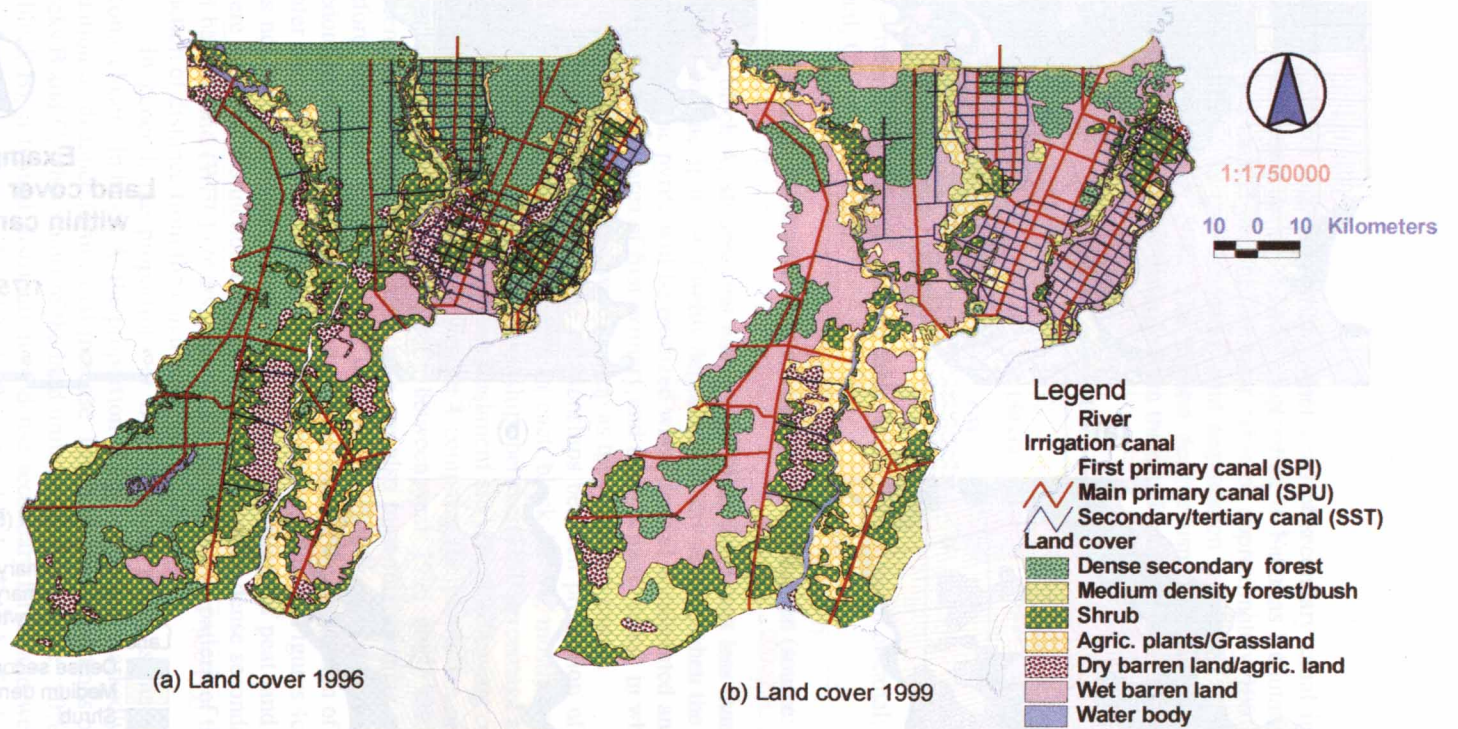 1:1750000
10 0 10 Kilometers
Legend
River
Irrigation canal
First primary canal (SPI)
Main primary canal (SPU)
Secondary/tertiary canal (SST)
Land cover
Dense secondary forest
Medium density forest/bush
Shrub
Agric. plants/Grassland
Dry barren land/agric. land
Wet barren land
Water body
(a) Land cover 1996
(b) Land cover 1999